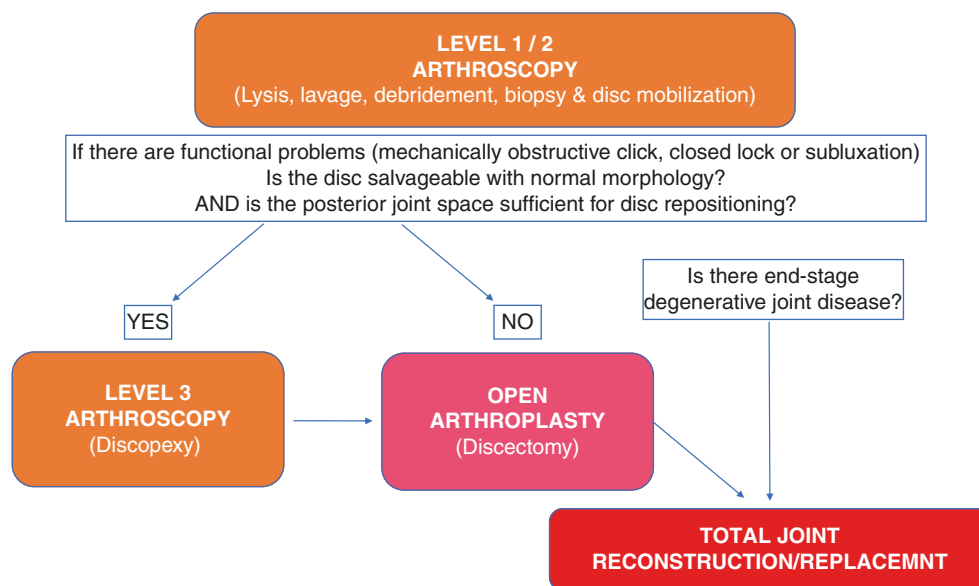 LEVEL 1 / 2
ARTHROSCOPY
(Lysis, lavage, debridement, biopsy & disc mobilization)
If there are functional problems (mechanically obstructive click, closed lock or subluxation)
Is the disc salvageable with normal morphology?
AND is the posterior joint space sufficient for disc repositioning?
Is there end-stage
degenerative joint disease?
YES
NO
LEVEL 3
ARTHROSCOPY
(Discopexy)
OPEN
ARTHROPLASTY
(Discectomy)
TOTAL JOINT
RECONSTRUCTION/REPLACEMNT